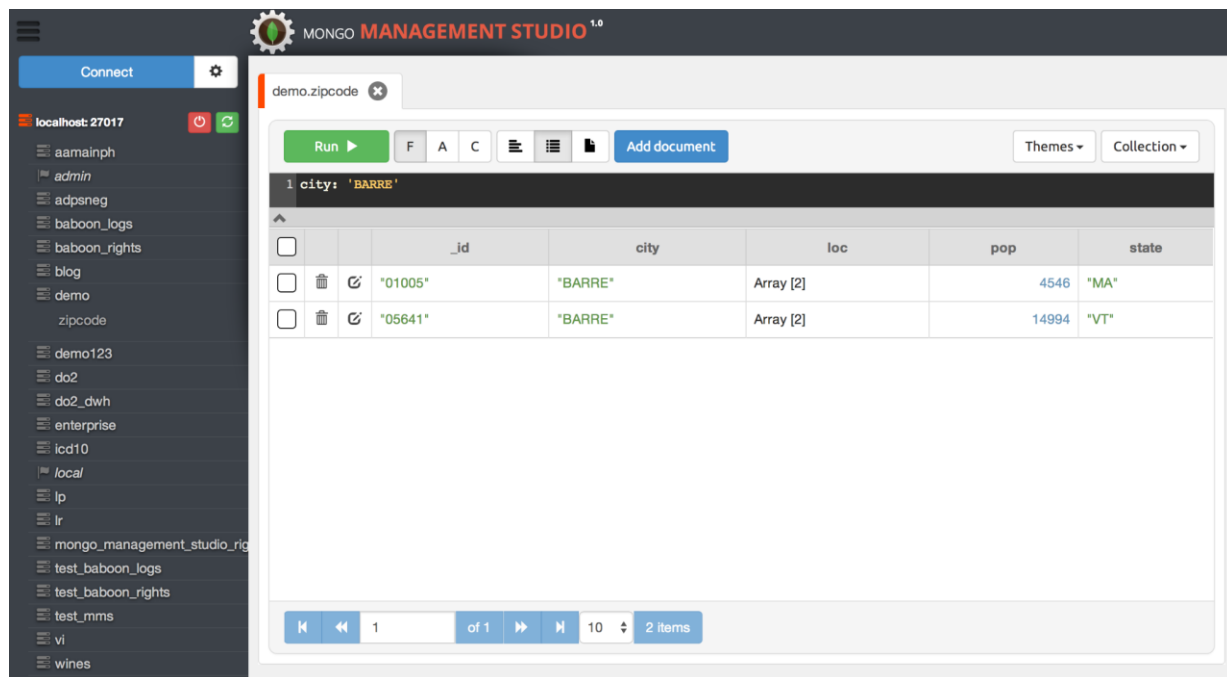 MONGO MANAGEMENT STUDIO 1.0
Connect
localhost: 27017
aamainph
admin
adpsneg
baboon_logs
baboon_rights
blog
demo
zipcode
demo123
do2
do2_dwh
enterprise
icd10
local
lp
lr
mongo_management_studio_rig
test_baboon_logs
test_baboon_rights
test_mms
vi
wines
demo.zipcode
Run F A C Add document Themes Collection
1 city: 'BARRE'
_id city loc pop state
"01005" "BARRE" Array [2] 4546 "MA"
"05641" "BARRE" Array [2] 14994 "VT"
1 of 1 10 2 items